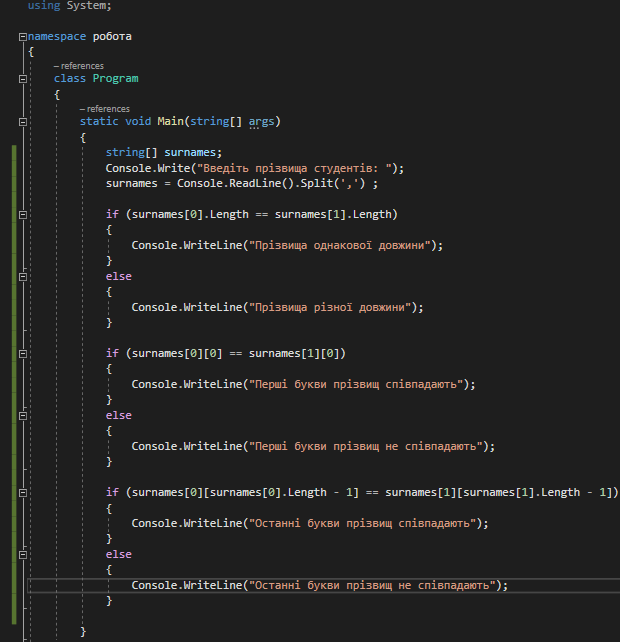 using System;
namespace робота
{
– references
class Program
{
– references
static void Main(string[] args)
{
string[] surnames;
Console.Write("Введіть прізвища студентів: ");
surnames = Console.ReadLine().Split(',') ;
if (surnames[0].Length == surnames[1].Length)
{
Console.WriteLine("Прізвища однакової довжини");
}
else
{
Console.WriteLine("Прізвища різної довжини");
}
if (surnames[0][0] == surnames[1][0])
{
Console.WriteLine("Перші букви прізвищ співпадають");
}
else
{
Console.WriteLine("Перші букви прізвищ не співпадають");
}
if (surnames[0][surnames[0].Length - 1] == surnames[1][surnames[1].Length - 1])
{
Console.WriteLine("Останні букви прізвищ співпадають");
}
else
{
Console.WriteLine("Останні букви прізвищ не співпадають");
}
}